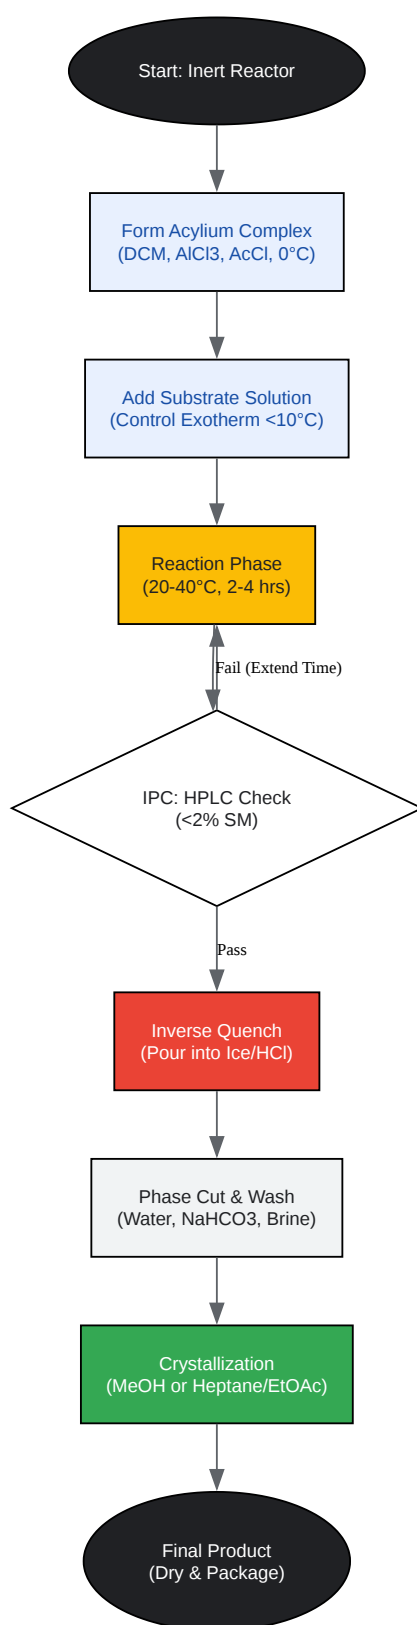 Start: Inert Reactor
Form Acylium Complex
(DCM, AlCl3, AcCl, 0°C)
Add Substrate Solution
(Control Exotherm <10°C)
Reaction Phase
(20-40°C, 2-4 hrs)
Fail (Extend Time)
IPC: HPLC Check
(<2% SM)
Pass
Inverse Quench
(Pour into Ice/HCl)
Phase Cut & Wash
(Water, NaHCO3, Brine)
Crystallization
(MeOH or Heptane/EtOAc)
Final Product
(Dry & Package)